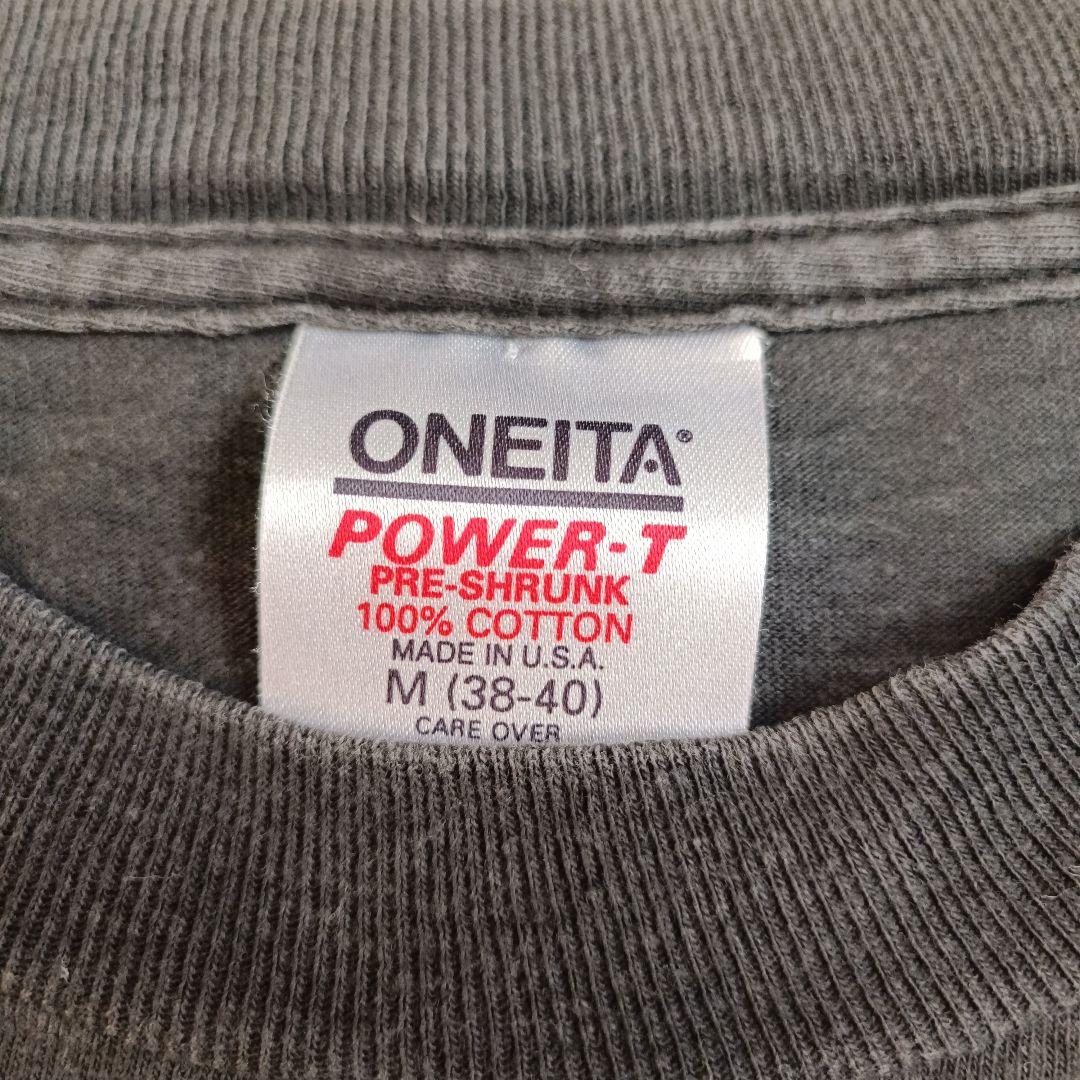 ONEITA®
POWER-T
PRE-SHRUNK
100% COTTON
MADE IN U.S.A.
M (38-40)
CARE OVER